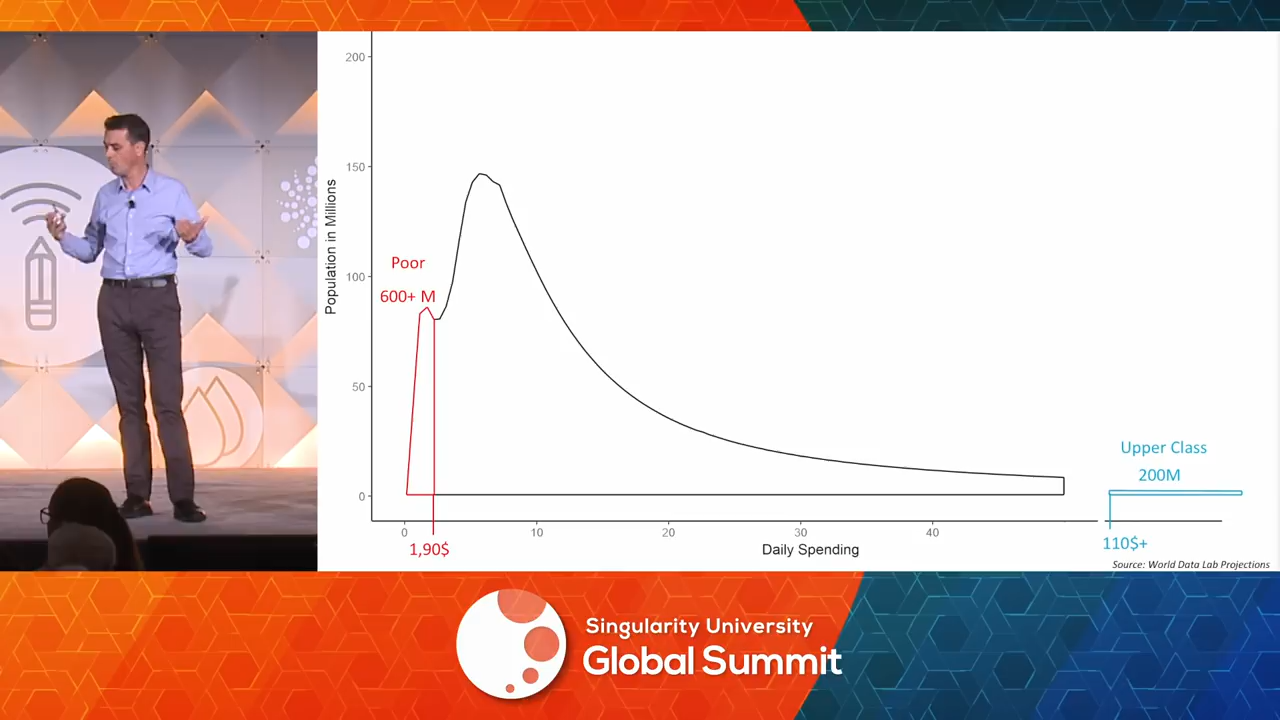 200
150
100
50
0
Population in Millions
Poor
600+ M
0
10
20
30
40
1,90$
Daily Spending
Upper Class
200M
110$+
Source: World Data Lab Projections
Singularity University
Global Summit